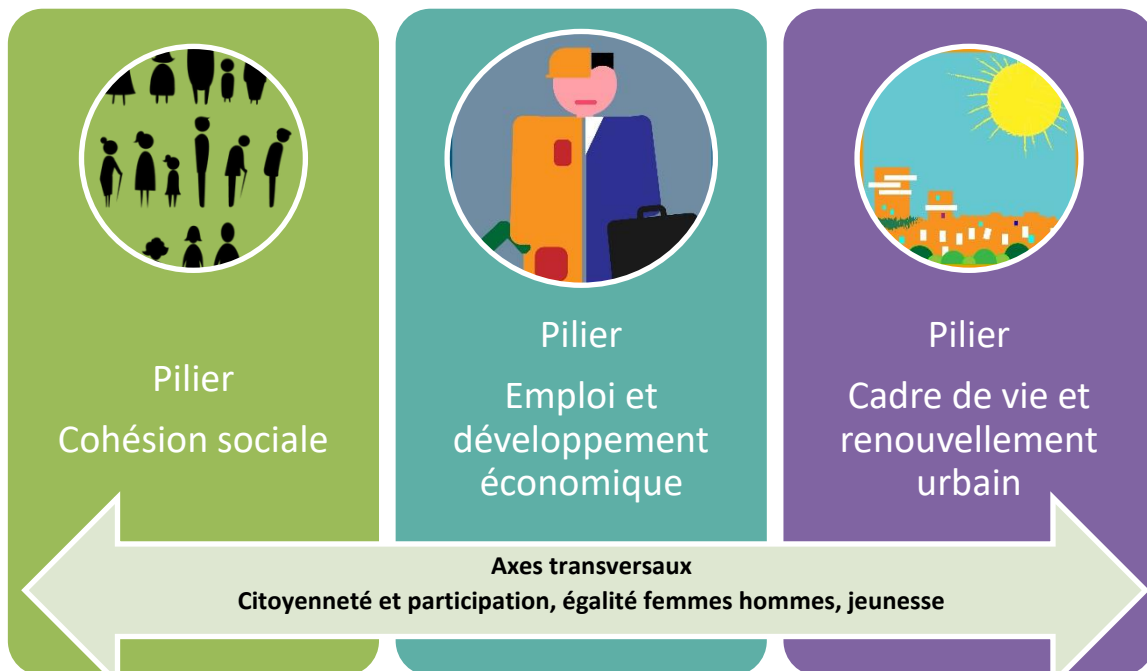 Pilier
Cohésion sociale
Pilier
Emploi et
développement
économique
Pilier
Cadre de vie et
renouvellement
urbain
Axes transversaux
Citoyenneté et participation, égalité femmes hommes, jeunesse